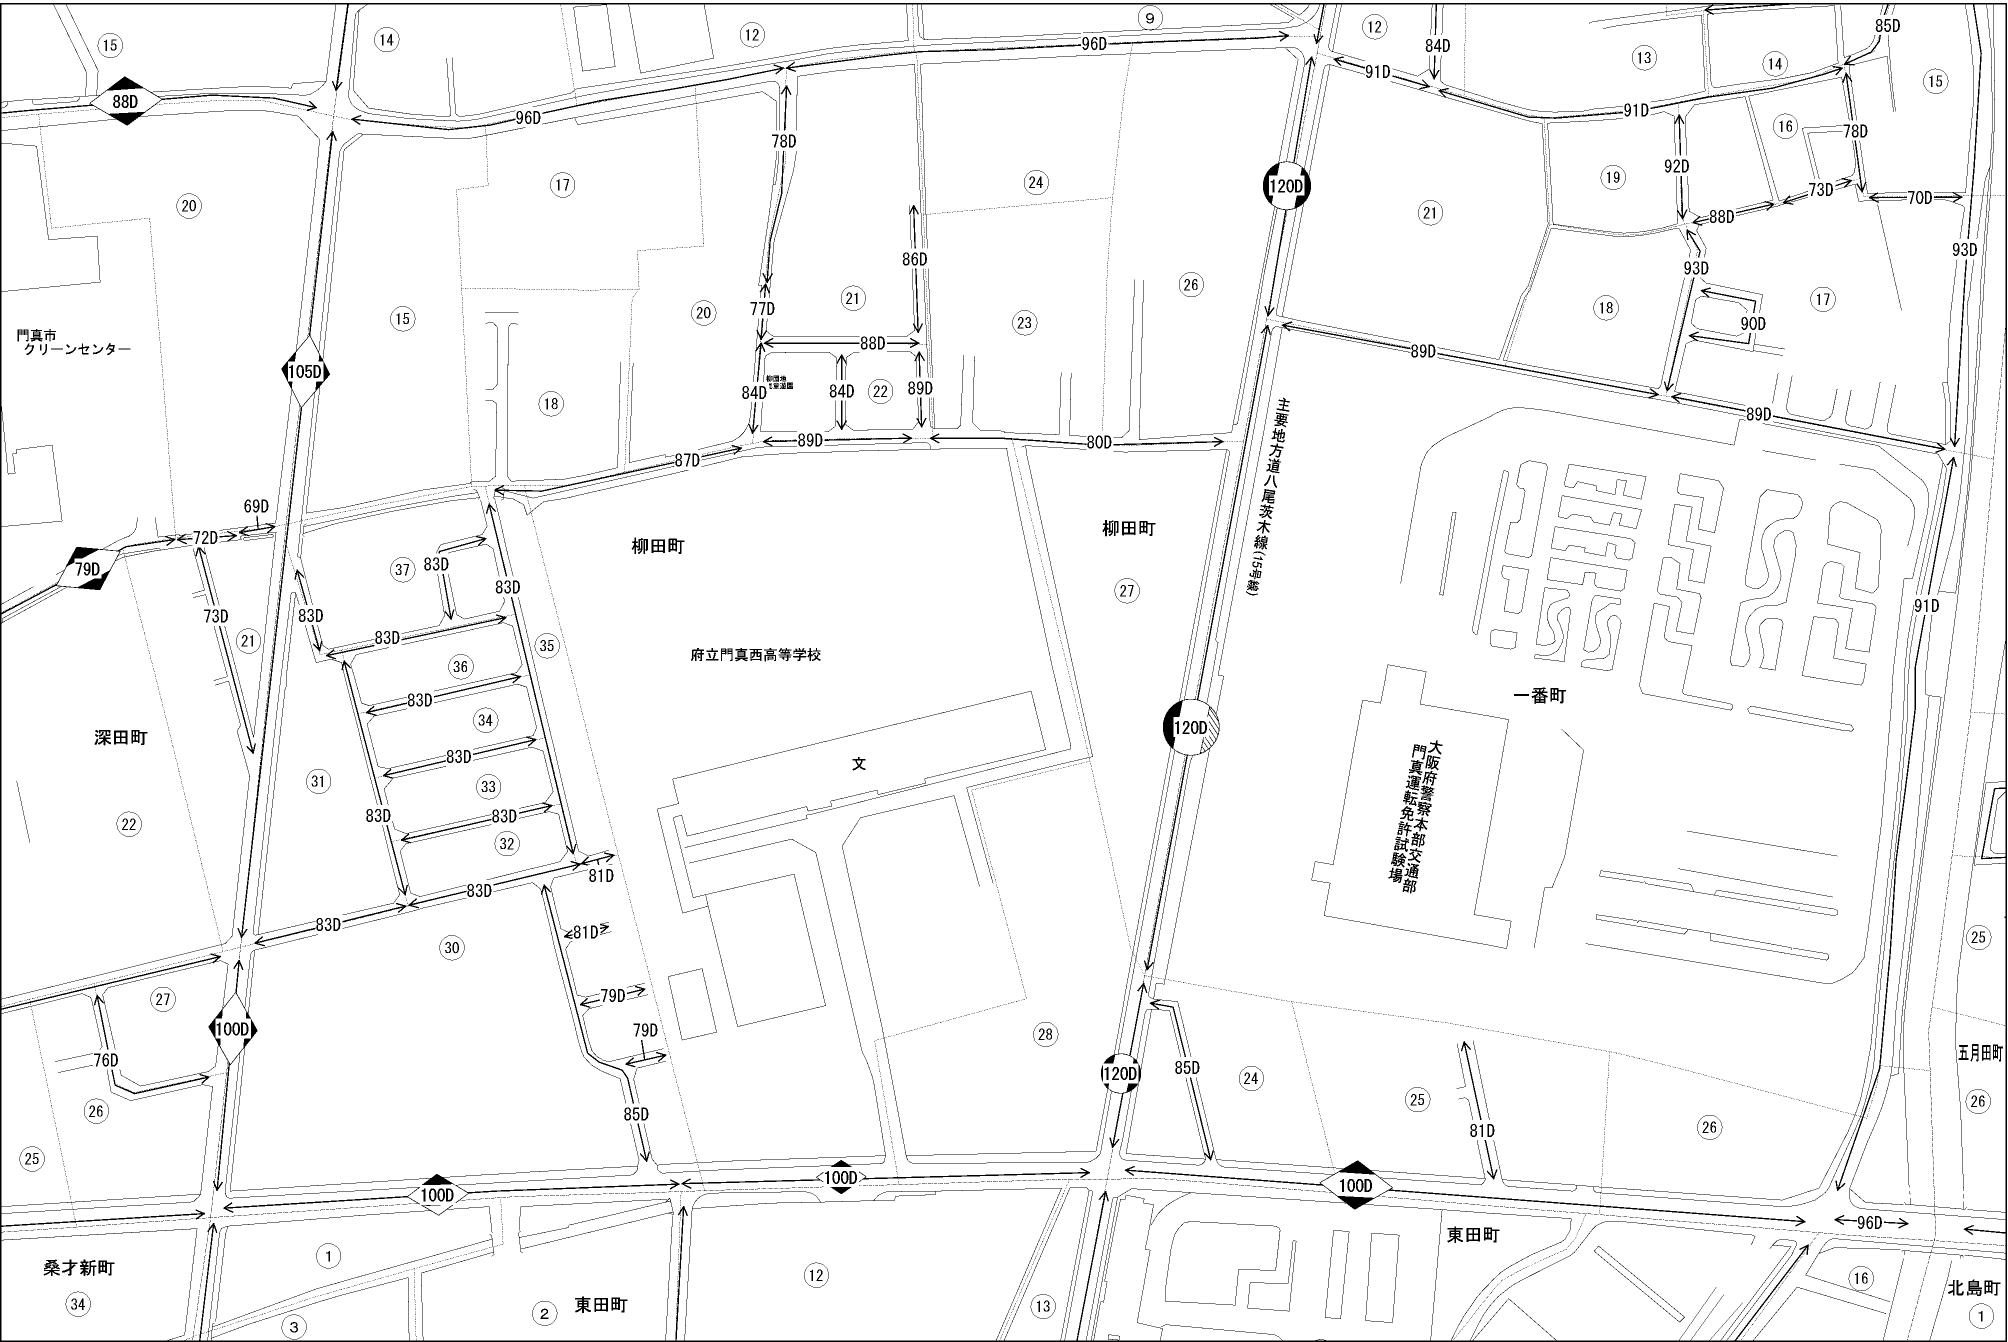 9
15
14
12
12
85D
84D
13
14
15
96D
91D
88D
96D
91D
78D
78D
16
92D
17
24
120D
19
73D
20
21
88D
70D
86D
93D
93D
77D
21
26
17
20
23
18
90D
15
門真市
クリーンセンター
88D
89D
105D
84D
84D
22
89D
18
89D
主要地方道八尾茨木線(15号線)
89D
80D
87D
69D
72D
柳田町
柳田町
79D
37
83D
83D
27
91D
73D
83D
83D
21
35
府立門真西高等学校
36
83D
一番町
34
120D
深田町
83D
文
大阪府警察本部交通部
門真運転免許試験場
31
33
83D
83D
22
32
81D
83D
83D
81D
30
25
27
79D
100D
79D
28
五月田町
76D
85D
120D
24
25
26
26
85D
81D
26
25
100D
100D
100D
96D
東田町
1
桑才新町
12
16
北島町
34
東田町
2
13
3
1